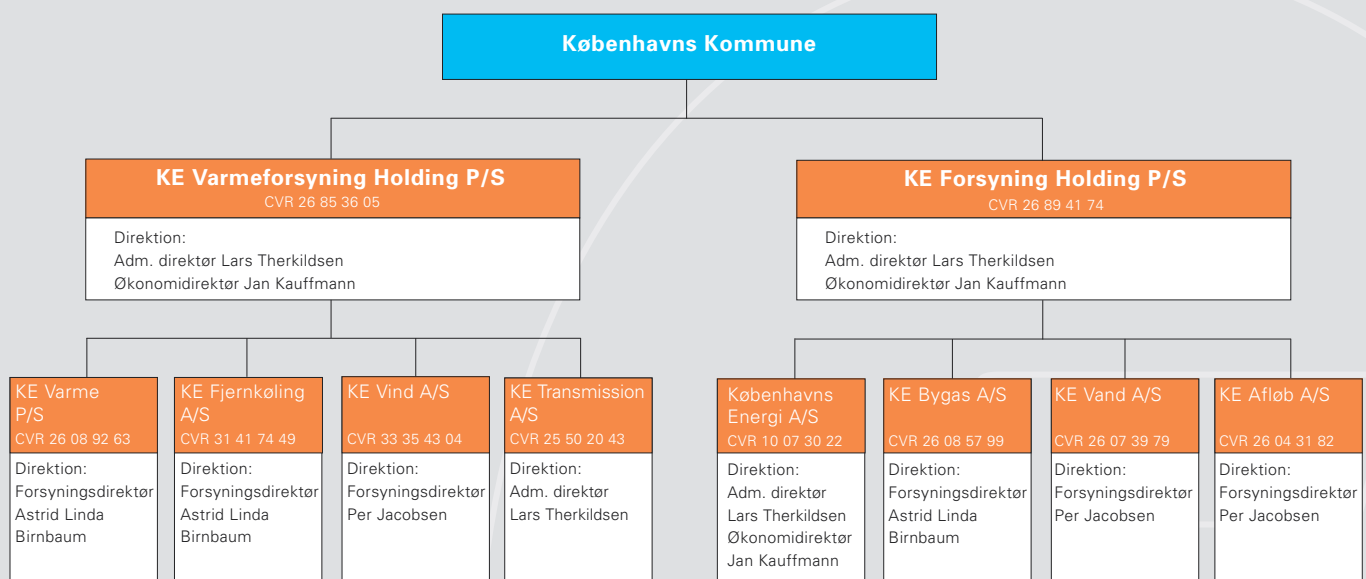 Københavns Kommune
KE Varmeforsyning Holding P/S
CVR 26 85 36 05
Direktion:
Adm. direktør Lars Therkildsen
Økonomidirektør Jan Kauffmann
KE Forsyning Holding P/S
CVR 26 89 41 74
Direktion:
Adm. direktør Lars Therkildsen
Økonomidirektør Jan Kauffmann
KE Varme
P/S
CVR 26 08 92 63
Direktion:
Forsyningsdirektør
Astrid Linda
Birnbaum
KE Fjernkøling
A/S
CVR 31 41 74 49
Direktion:
Forsyningsdirektør
Astrid Linda
Birnbaum
KE Vind A/S
CVR 33 35 43 04
Direktion:
Forsyningsdirektør
Per Jacobsen
KE Transmission
A/S
CVR 25 50 20 43
Direktion:
Adm. direktør
Lars Therkildsen
Københavns
Energi A/S
CVR 10 07 30 22
Direktion:
Adm. direktør
Lars Therkildsen
Økonomidirektør
Jan Kauffmann
KE Bygas A/S
CVR 26 08 57 99
Direktion:
Forsyningsdirektør
Astrid Linda
Birnbaum
KE Vand A/S
CVR 26 07 39 79
Direktion:
Forsyningsdirektør
Per Jacobsen
KE Afløb A/S
CVR 26 04 31 82
Direktion:
Forsyningsdirektør
Per Jacobsen